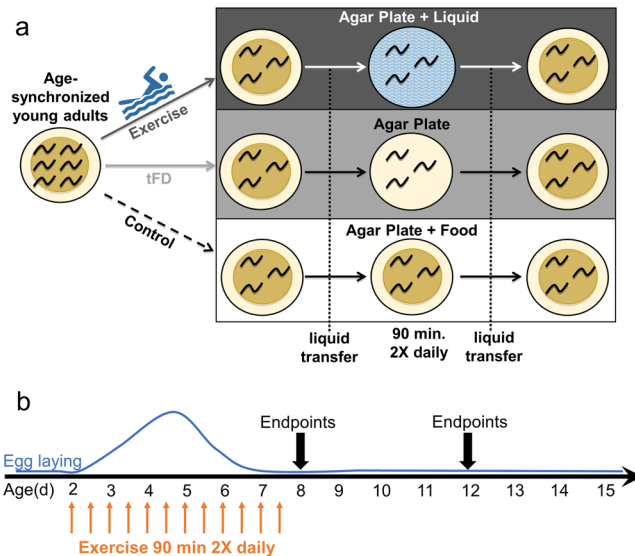 a
Age-
synchronized
young adults
Exercise
tFD
Control
Agar Plate + Liquid
Agar Plate
Agar Plate + Food
liquid
transfer
90 min.
2X daily
liquid
transfer
b
Endpoints
Endpoints
Egg laying
Age(d) 2 3 4 5 6 7 8 9 10 11 12 13 14 15
Exercise 90 min 2X daily